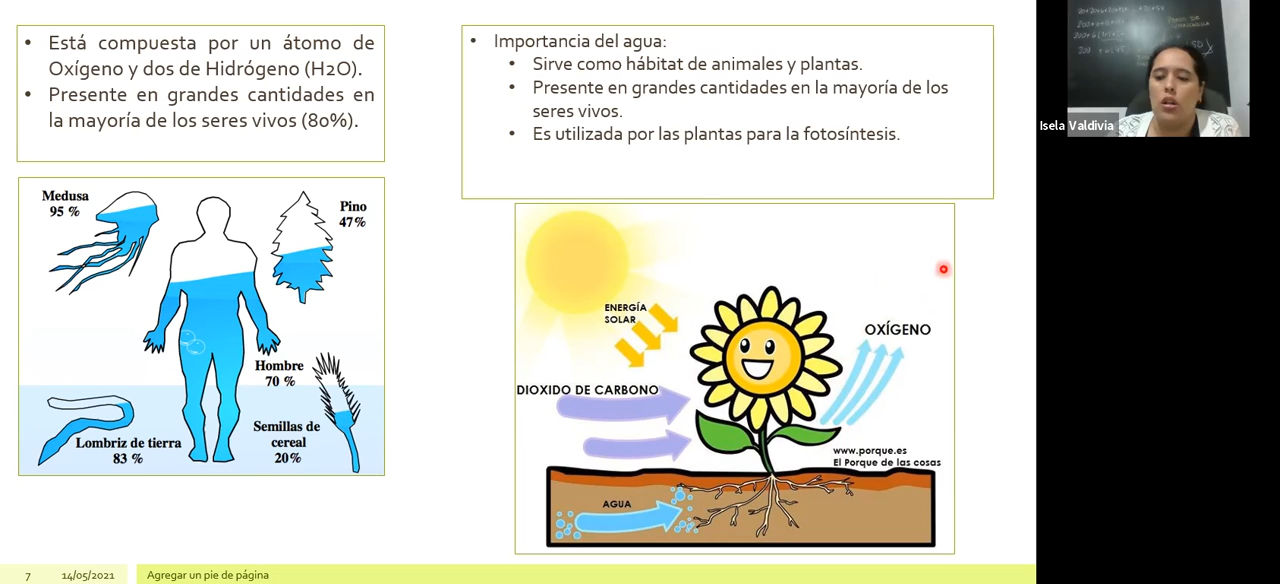 Está compuesta por un átomo de
Oxígeno y dos de Hidrógeno (H2O).
Presente en grandes cantidades en
la mayoría de los seres vivos (80%).
Importancia del agua:
Sirve como hábitat de animales y plantas.
Presente en grandes cantidades en la mayoría de los
seres vivos.
Es utilizada por las plantas para la fotosíntesis.
Medusa
95 %
Pino
47%
Hombre
70 %
Lombriz de tierra
83 %
Semillas de
cereal
20%
ENERGÍA
SOLAR
OXÍGENO
DIOXIDO DE CARBONO
www.porque.es
El Porque de las cosas
AGUA
7
14/05/2021
Agregar un pie de página
Isela Valdivia